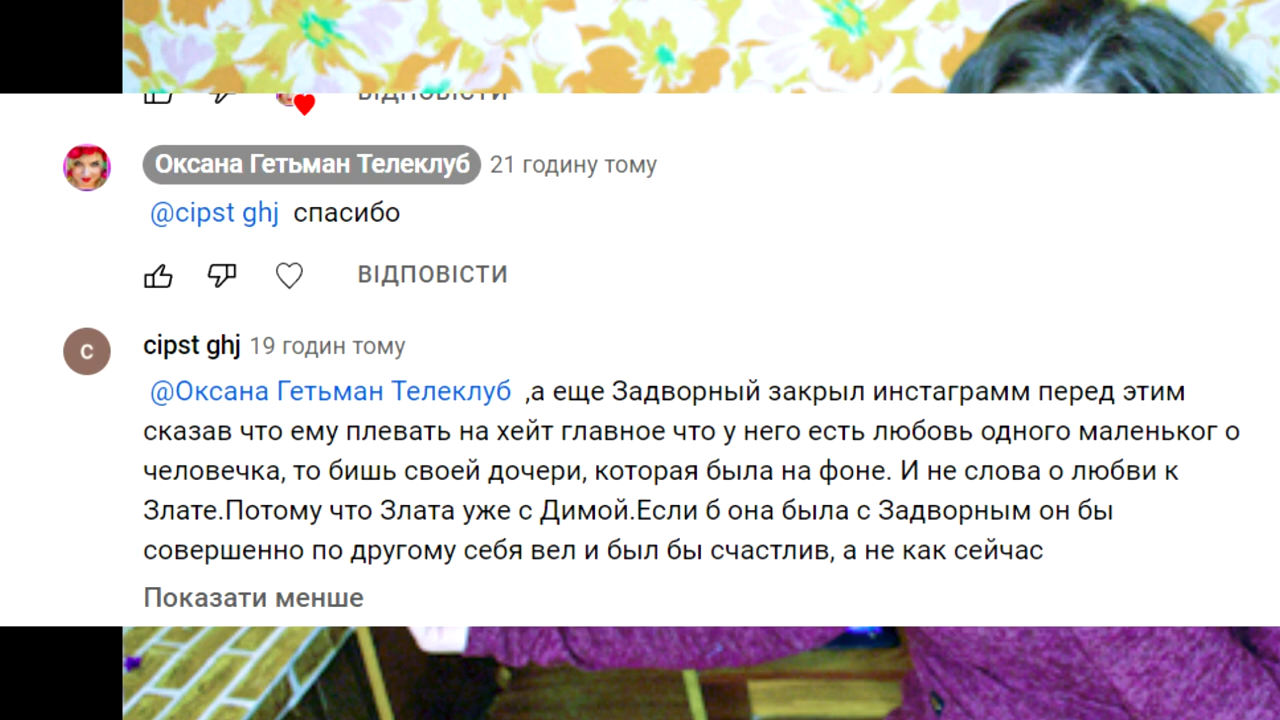 ВІДПОВІСТИ
Оксана Гетьман Телеклуб 21 годину тому
@cipst ghj спасибо
ВІДПОВІСТИ
C
cipst ghj 19 годин тому
@Оксана Гетьман Телеклуб ,а еще Задворный закрыл инстаграмм перед этим
сказав что ему плевать на хейт главное что у него есть любовь одного маленьког о
человечка, то бишь своей дочери, которая была на фоне. И не слова о любви к
Злате.Потому что Злата уже с Димой.Если б она была с Задворным он бы
совершенно по другому себя вел и был бы счастлив, а не как сейчас
Показати менше